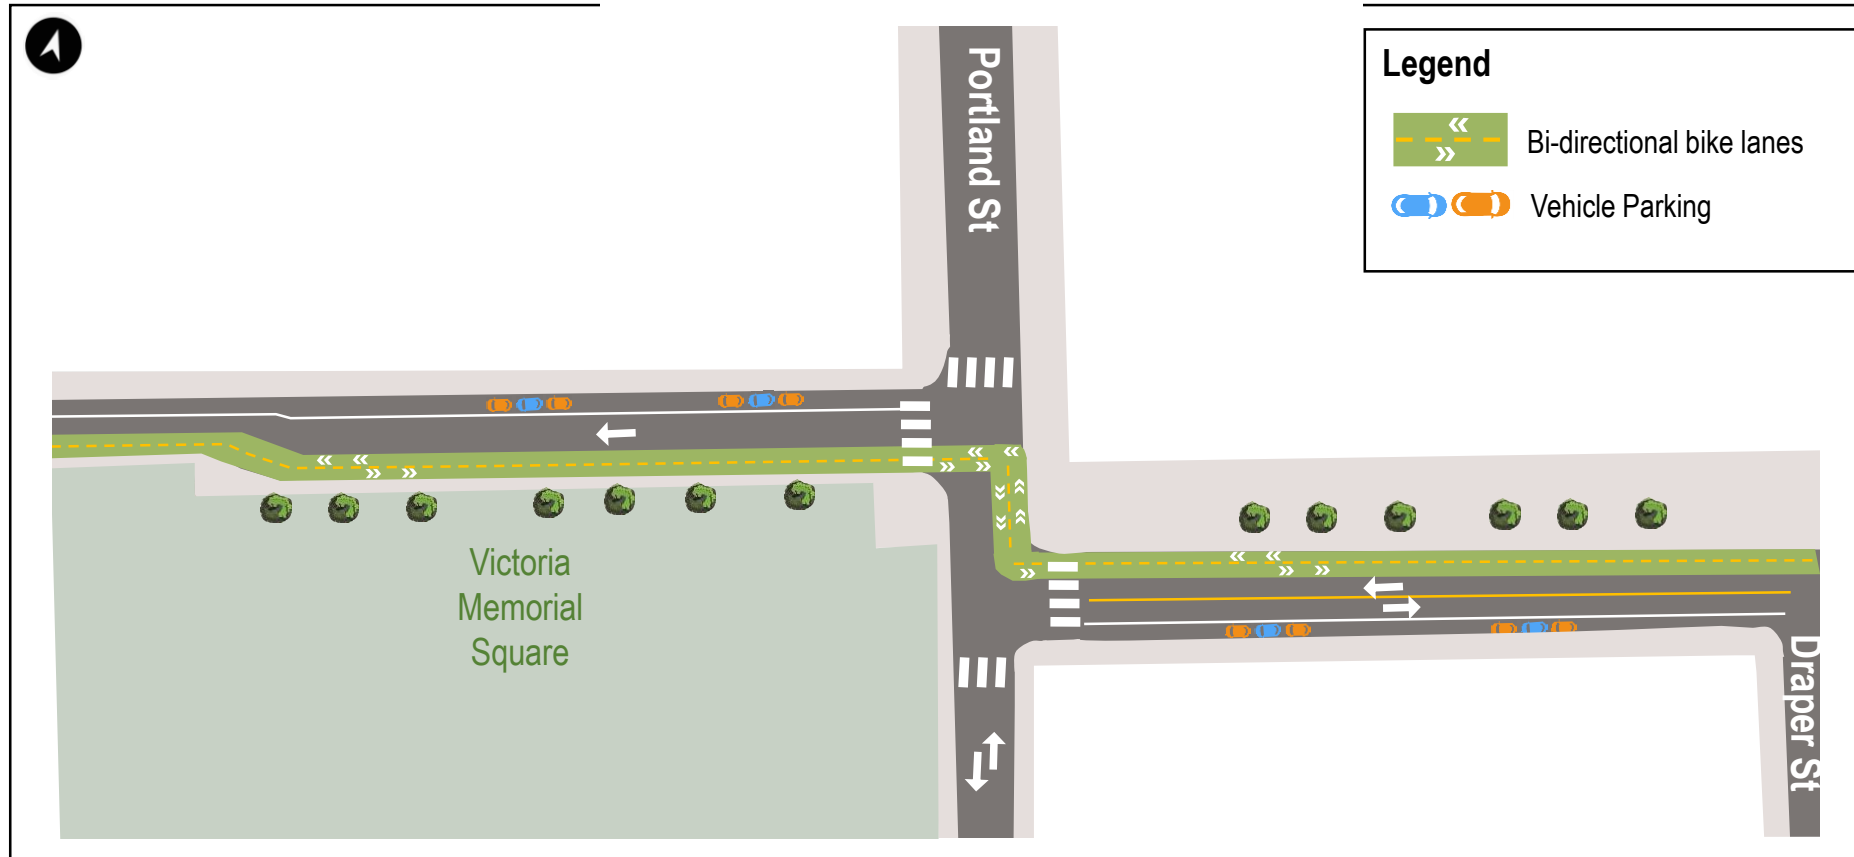 Portland St
Legend
Bi-directional bike lanes
Vehicle Parking
Victoria
Memorial
Square
Draper St